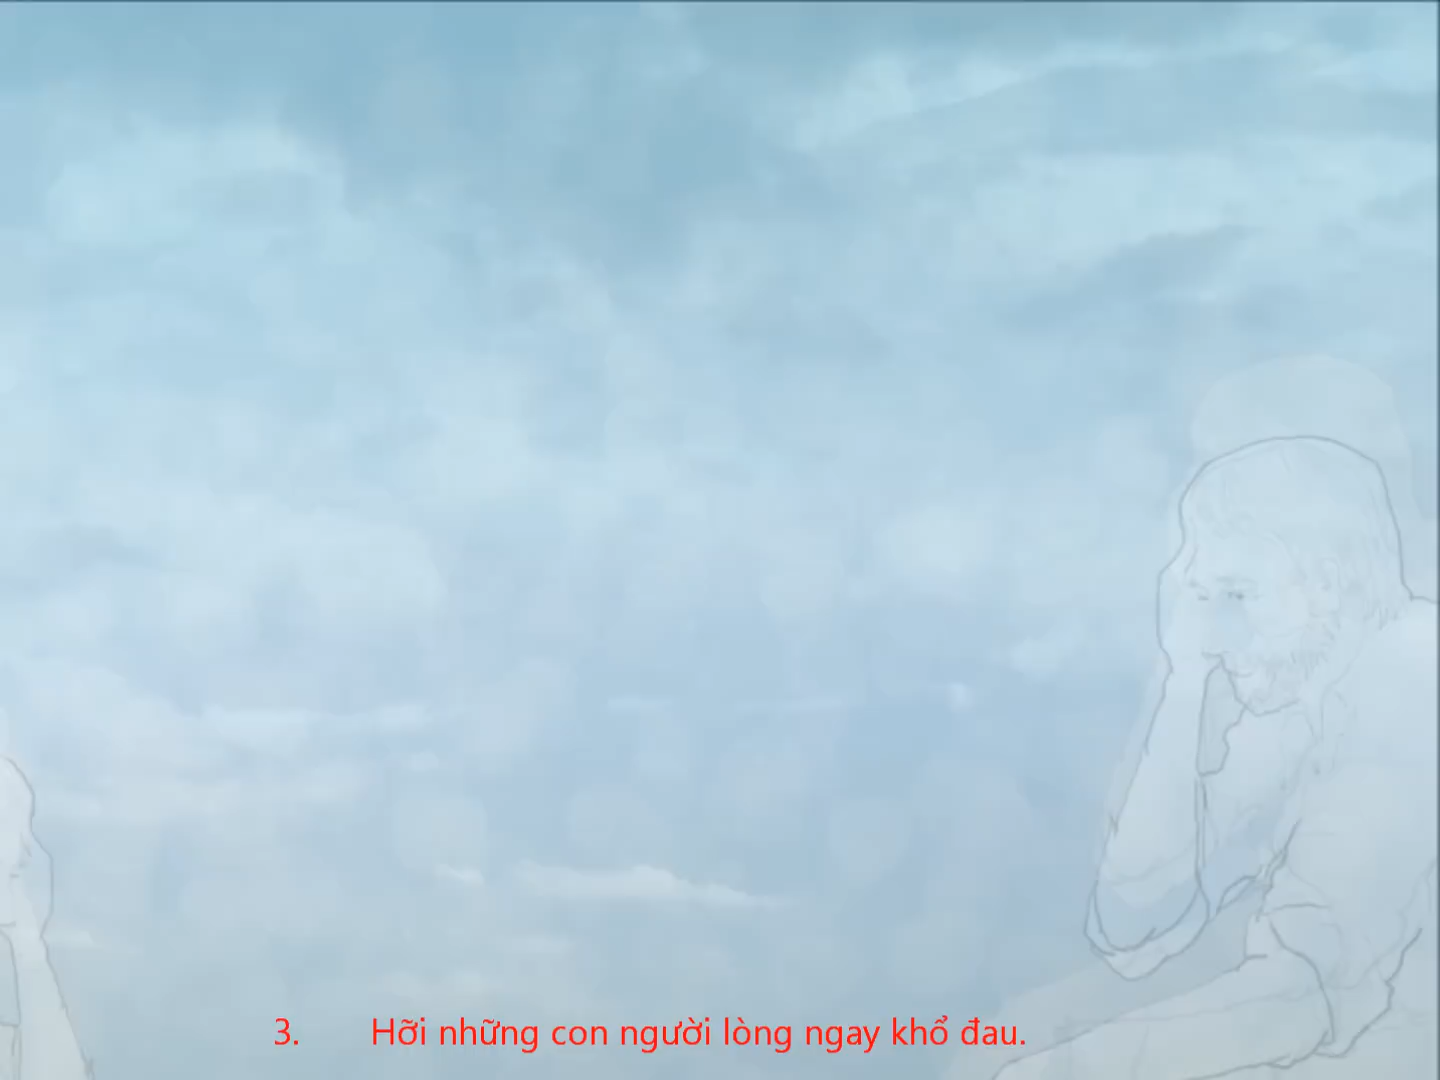 3. Hỡi những con người lòng ngay khổ đau.